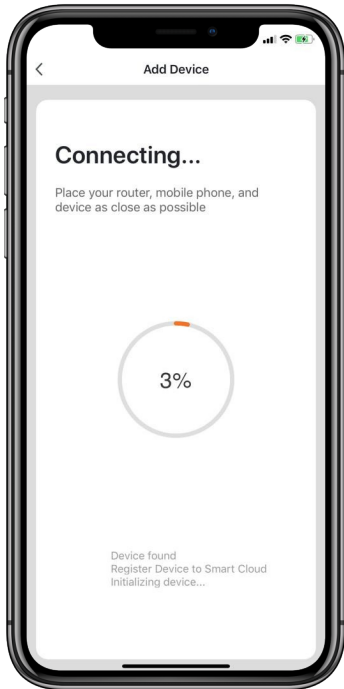 Add Device
Connecting...
Place your router, mobile phone, and
device as close as possible
3%
Device found
Register Device to Smart Cloud
Initializing device...